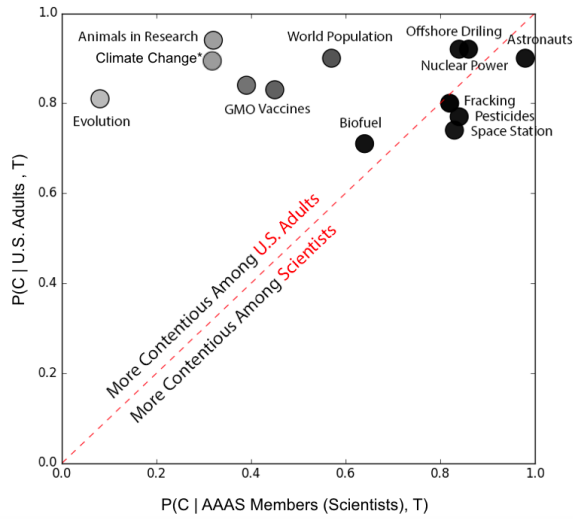 1.0
0.8
0.6
0.4
0.2
0.0
P(C | U.S. Adults , T)
Animals in Research
Climate Change*
World Population
Offshore Driling
Astronauts
Nuclear Power
GMO
Vaccines
Evolution
Biofuel
Fracking
Pesticides
Space Station
More Contentious Among U.S. Adults
More Contentious Among Scientists
0.0 0.2 0.4 0.6 0.8 1.0
P(C | AAAS Members (Scientists), T)